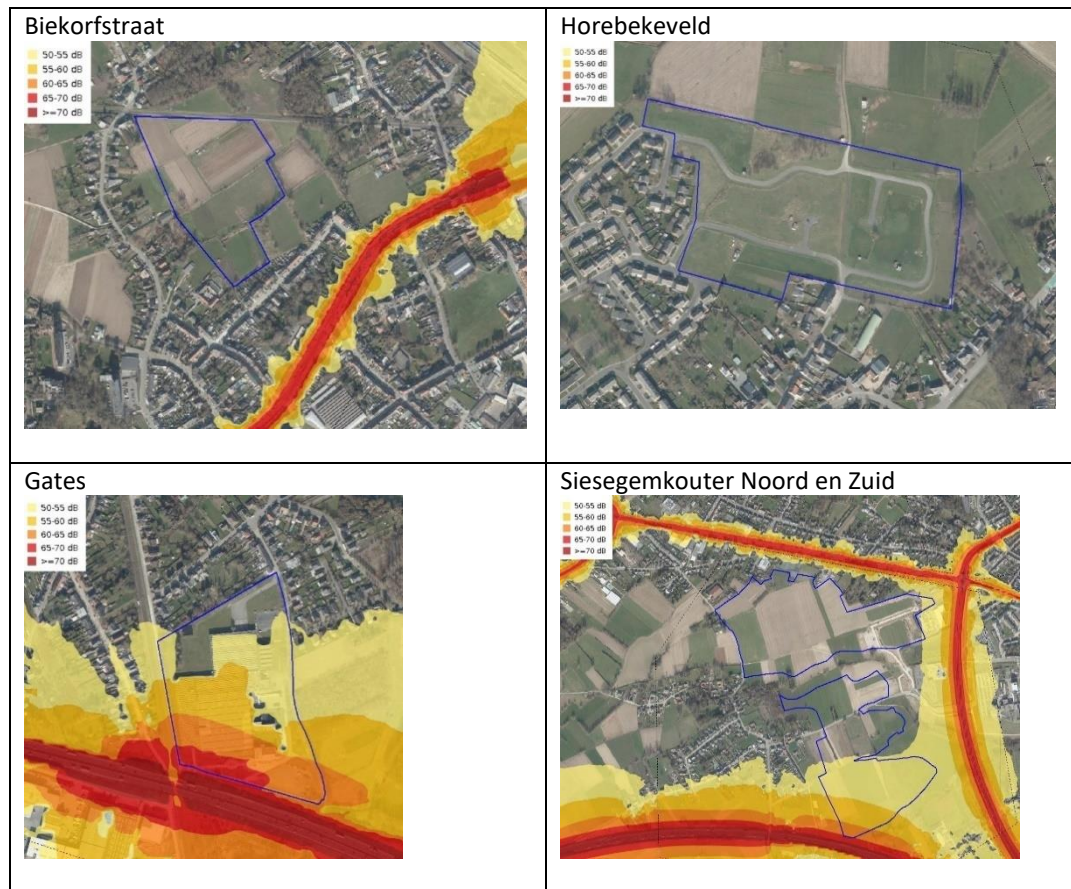 Biekorfstraat
50-55 dB
55-60 dB
60-65 dB
65-70 dB
>=70 dB
Horebekeveld
50-55 dB
55-60 dB
60-65 dB
65-70 dB
>=70 dB
Gates
50-55 dB
55-60 dB
60-65 dB
65-70 dB
>=70 dB
Siesegemkouter Noord en Zuid
50-55 dB
55-60 dB
60-65 dB
65-70 dB
>=70 dB